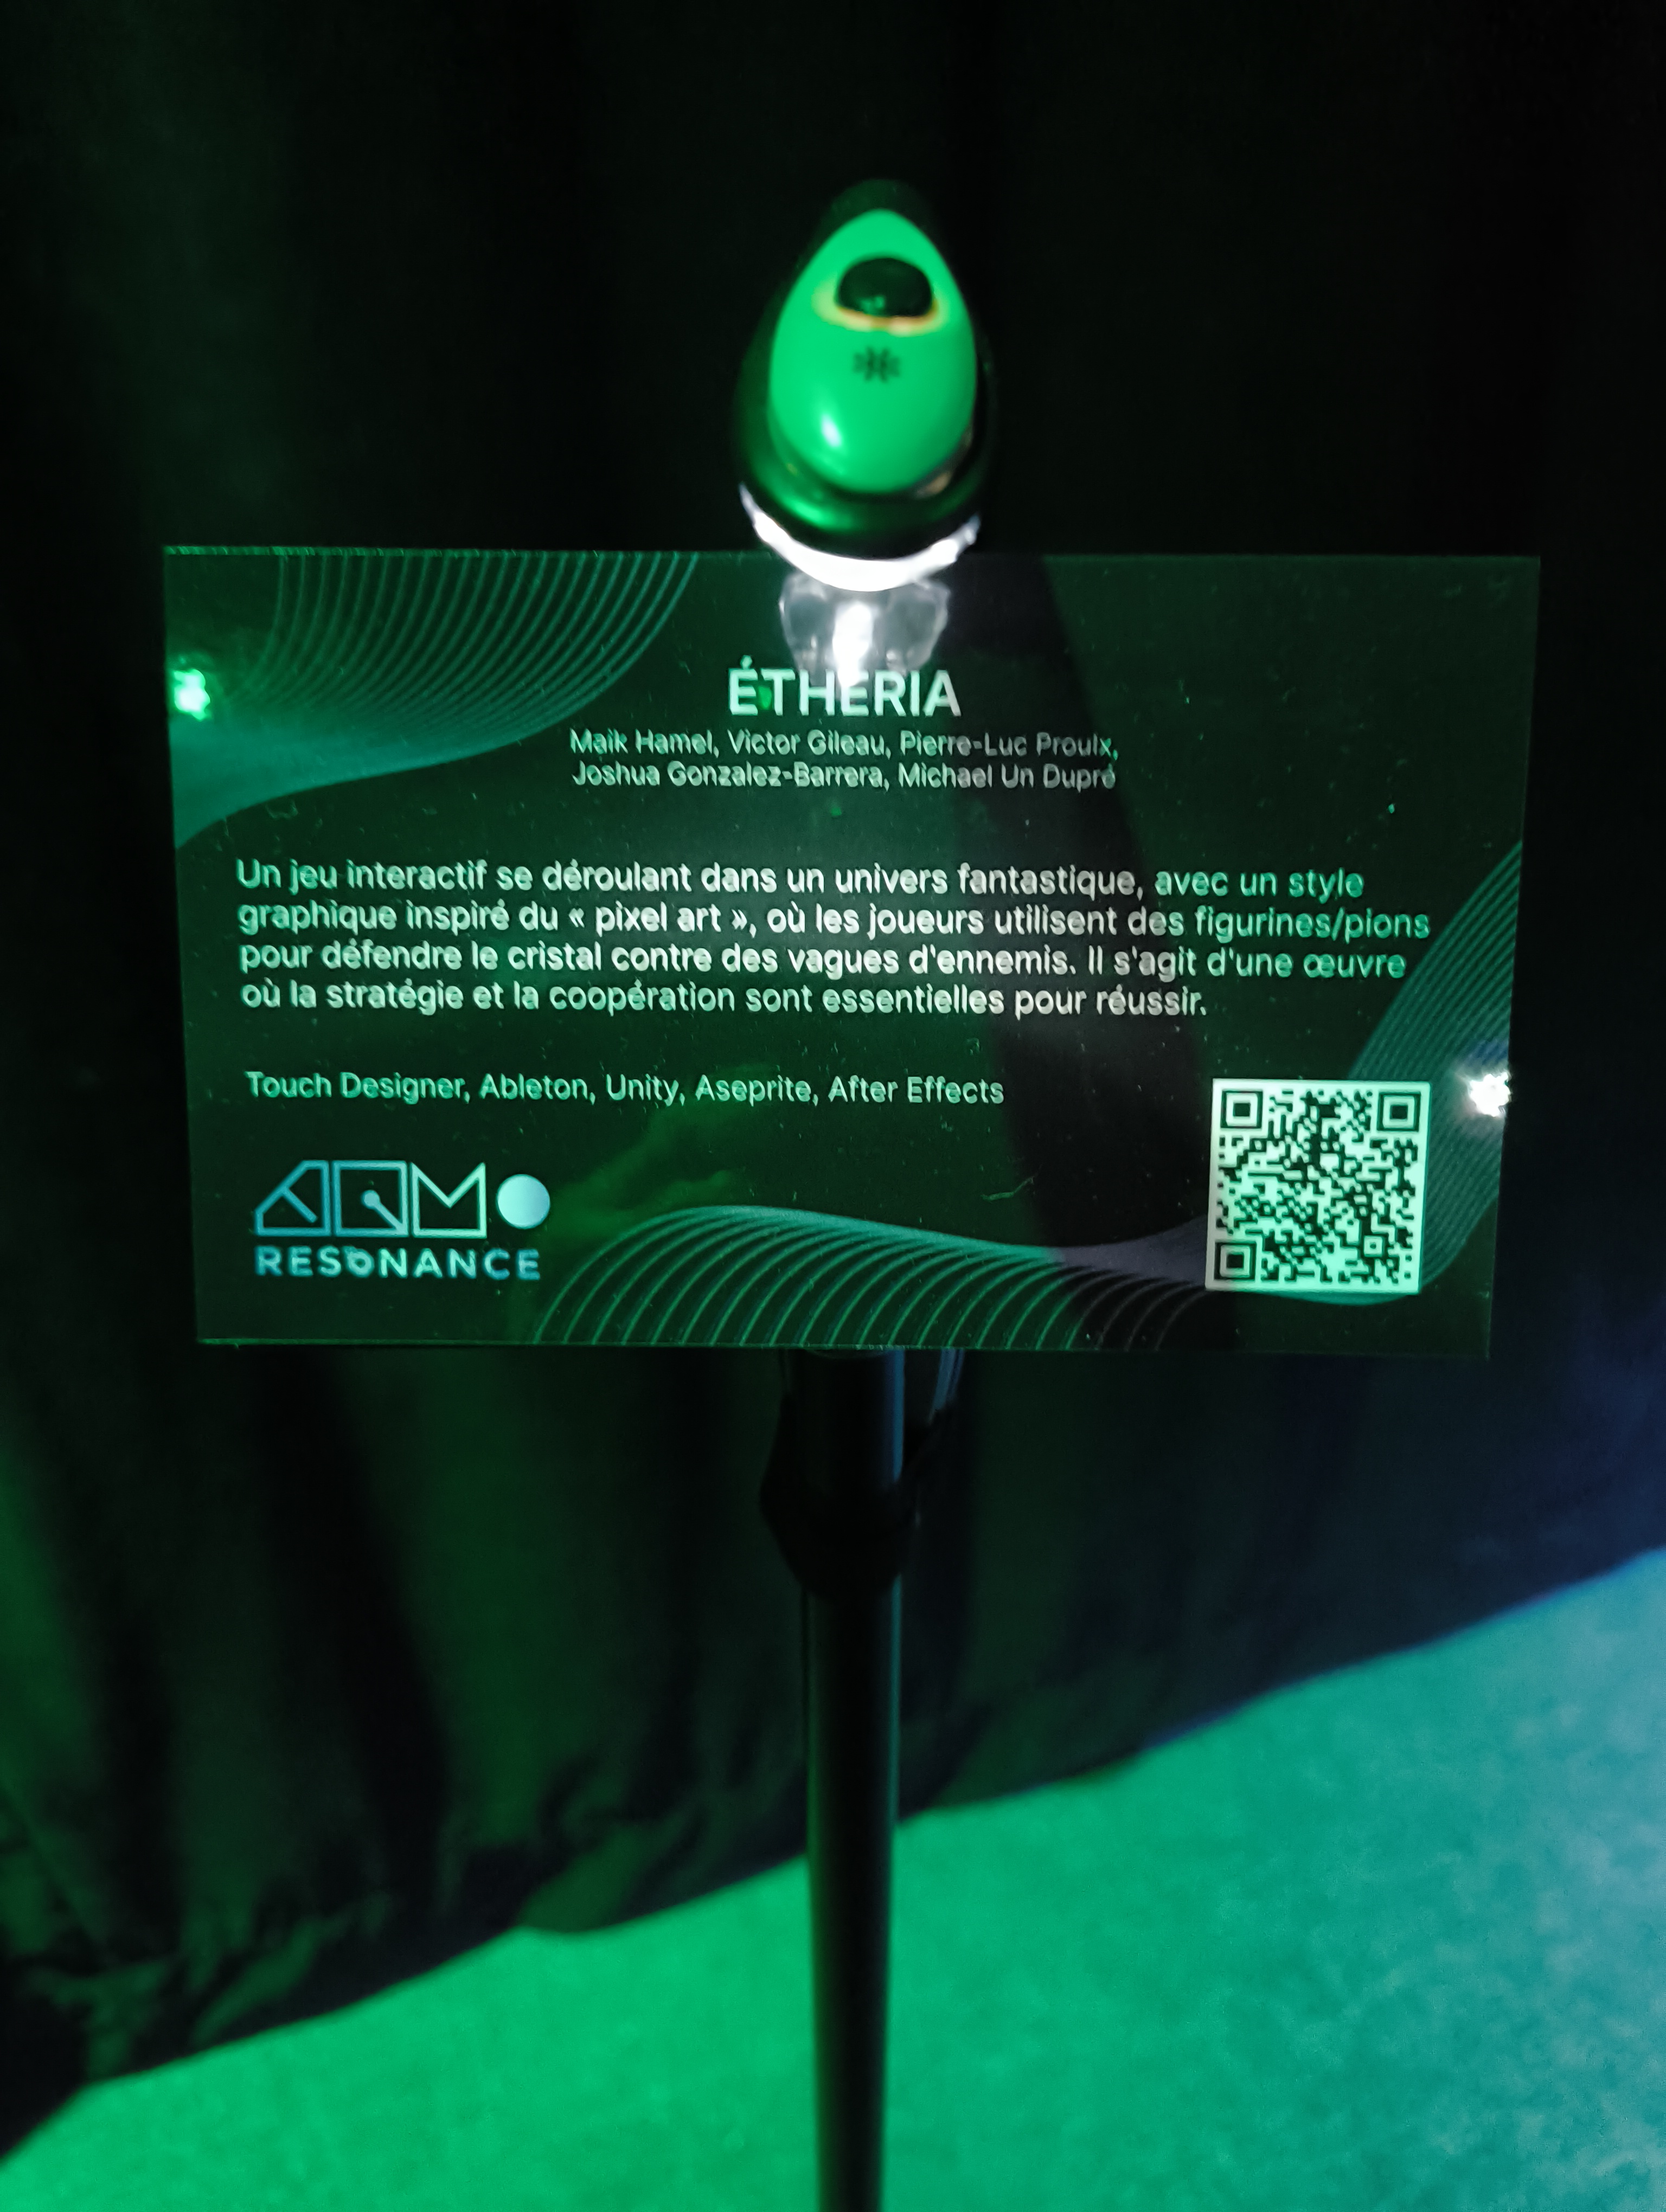 ÉTHÉRIA
Maik Hamel, Victor Gileau, Pierre-Luc Proulx,
Joshua Gonzalez-Barrera, Michael Un Dupré
Un jeu interactif se déroulant dans un univers fantastique, avec un style
graphique inspiré du « pixel art », où les joueurs utilisent des figurines/pions
pour défendre le cristal contre des vagues d'ennemis. Il s'agit d'une œuvre
où la stratégie et la coopération sont essentielles pour réussir.
Touch Designer, Ableton, Unity, Aseprite, After Effects
RESONANCE